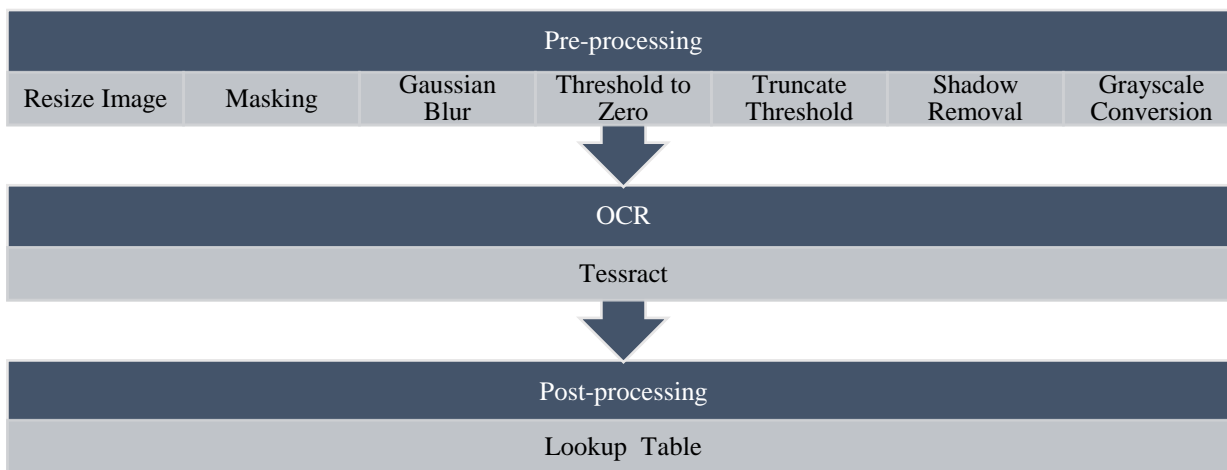 Pre-processing
Resize Image
Masking
Gaussian
Blur
Threshold to
Zero
Truncate
Threshold
Shadow
Removal
Grayscale
Conversion
OCR
Tessract
Post-processing
Lookup Table